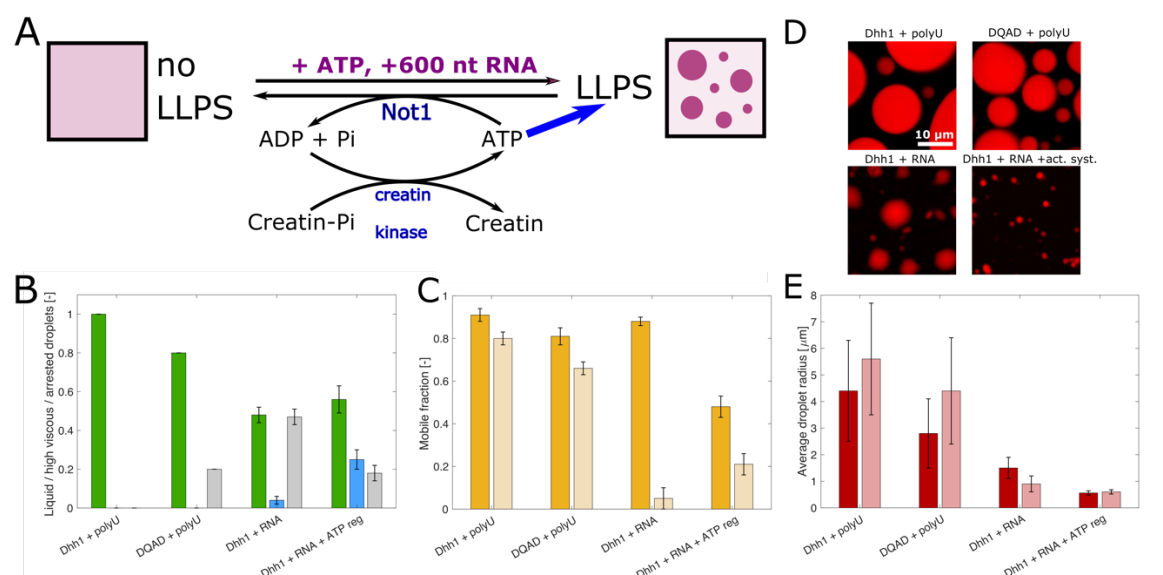 A
no
LLPS
+ ATP, +600 nt RNA
LLPS
Not1
ADP + Pi
ATP
creatin
kinase
Creatin-Pi
Creatin
D
Dhh1 + polyU
DQAD + polyU
10 µm
Dhh1 + RNA
Dhh1 + RNA +act. syst.
B
Liquid / high viscous / arrested droplets [-]
1
0.8
0.6
0.4
0.2
0
Dhh1 + polyU
DQAD + polyU
Dhh1 + RNA
Dhh1 + RNA + ATP reg
C
Mobile fraction [-]
1
0.8
0.6
0.4
0.2
0
Dhh1 + polyU
DQAD + polyU
Dhh1 + RNA
Dhh1 + RNA + ATP reg
E
Average droplet radius [µm]
8
7
6
5
4
3
2
1
0
Dhh1 + polyU
DQAD + polyU
Dhh1 + RNA
Dhh1 + RNA + ATP reg